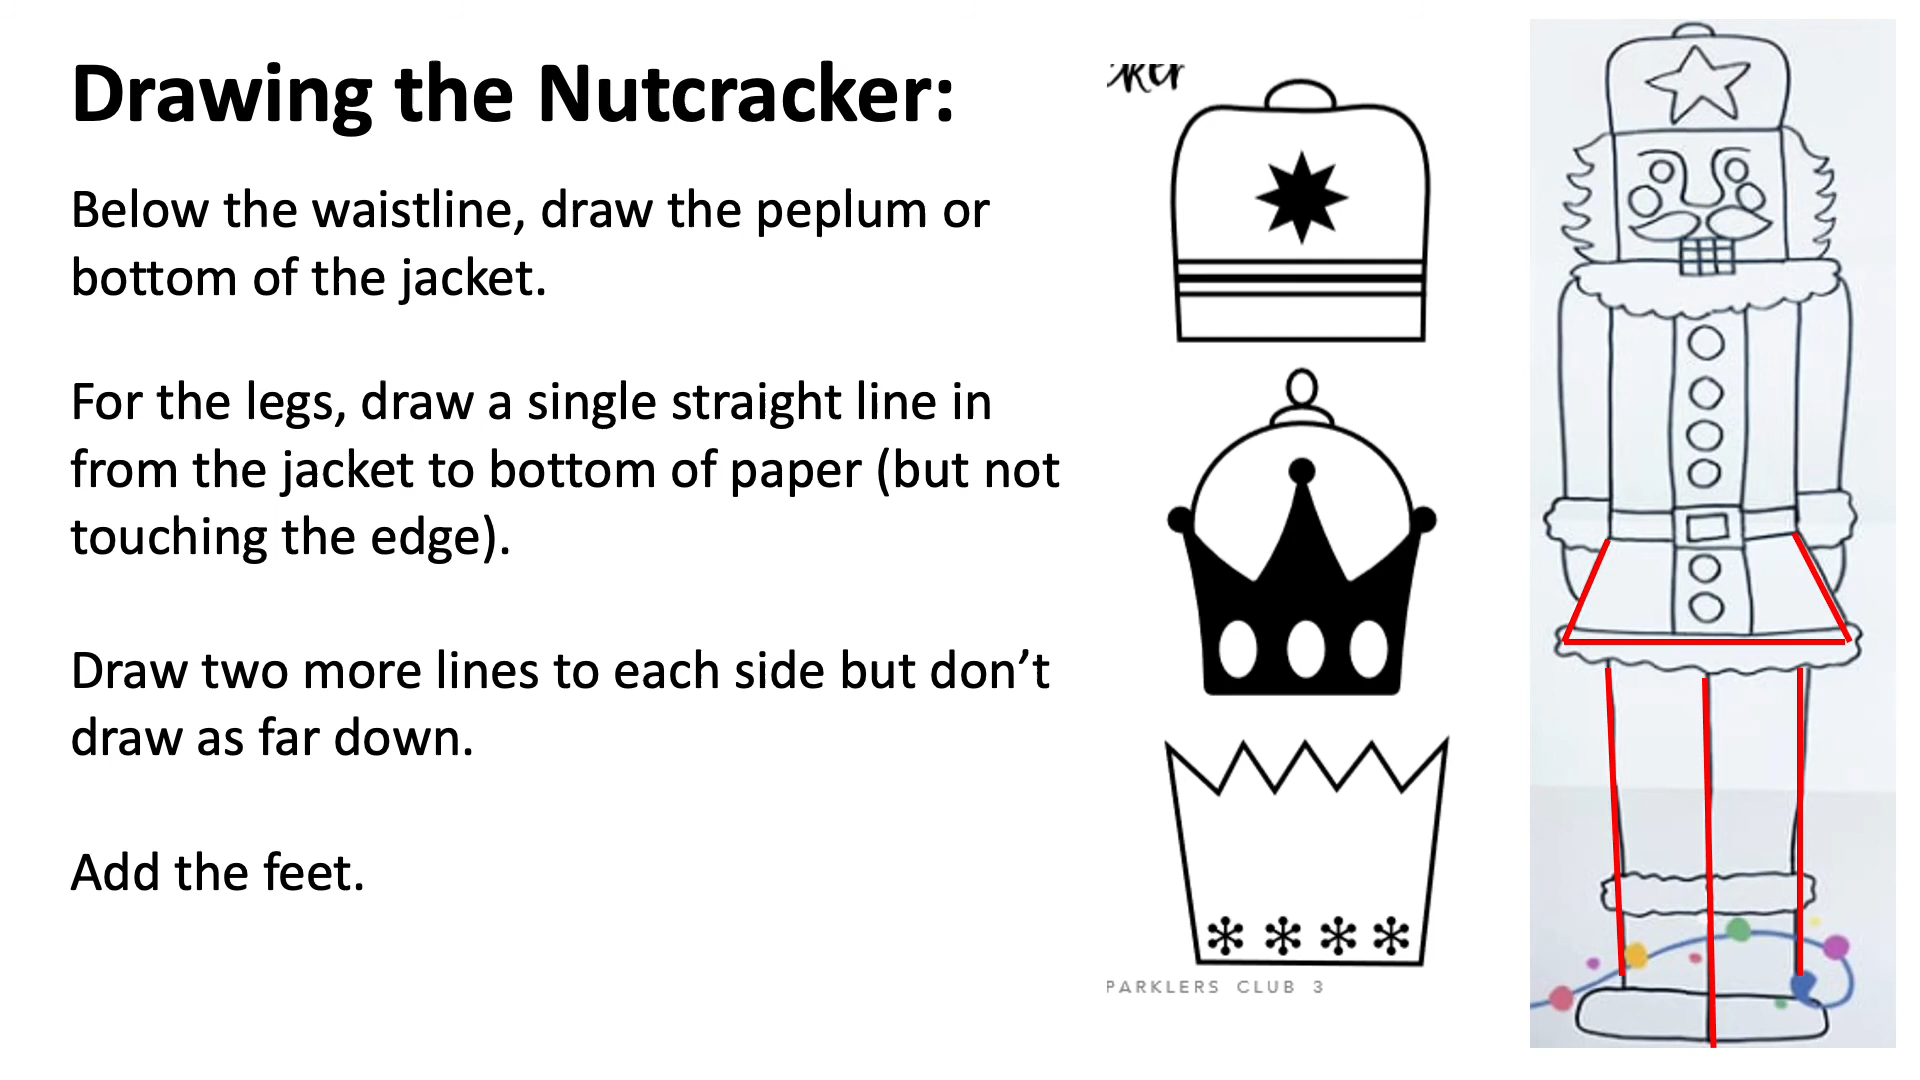 Drawing the Nutcracker:
Below the waistline, draw the peplum or
bottom of the jacket.
For the legs, draw a single straight line in
from the jacket to bottom of paper (but not
touching the edge).
Draw two more lines to each side but don’t
draw as far down.
Add the feet.
PARKLERS CLUB 3